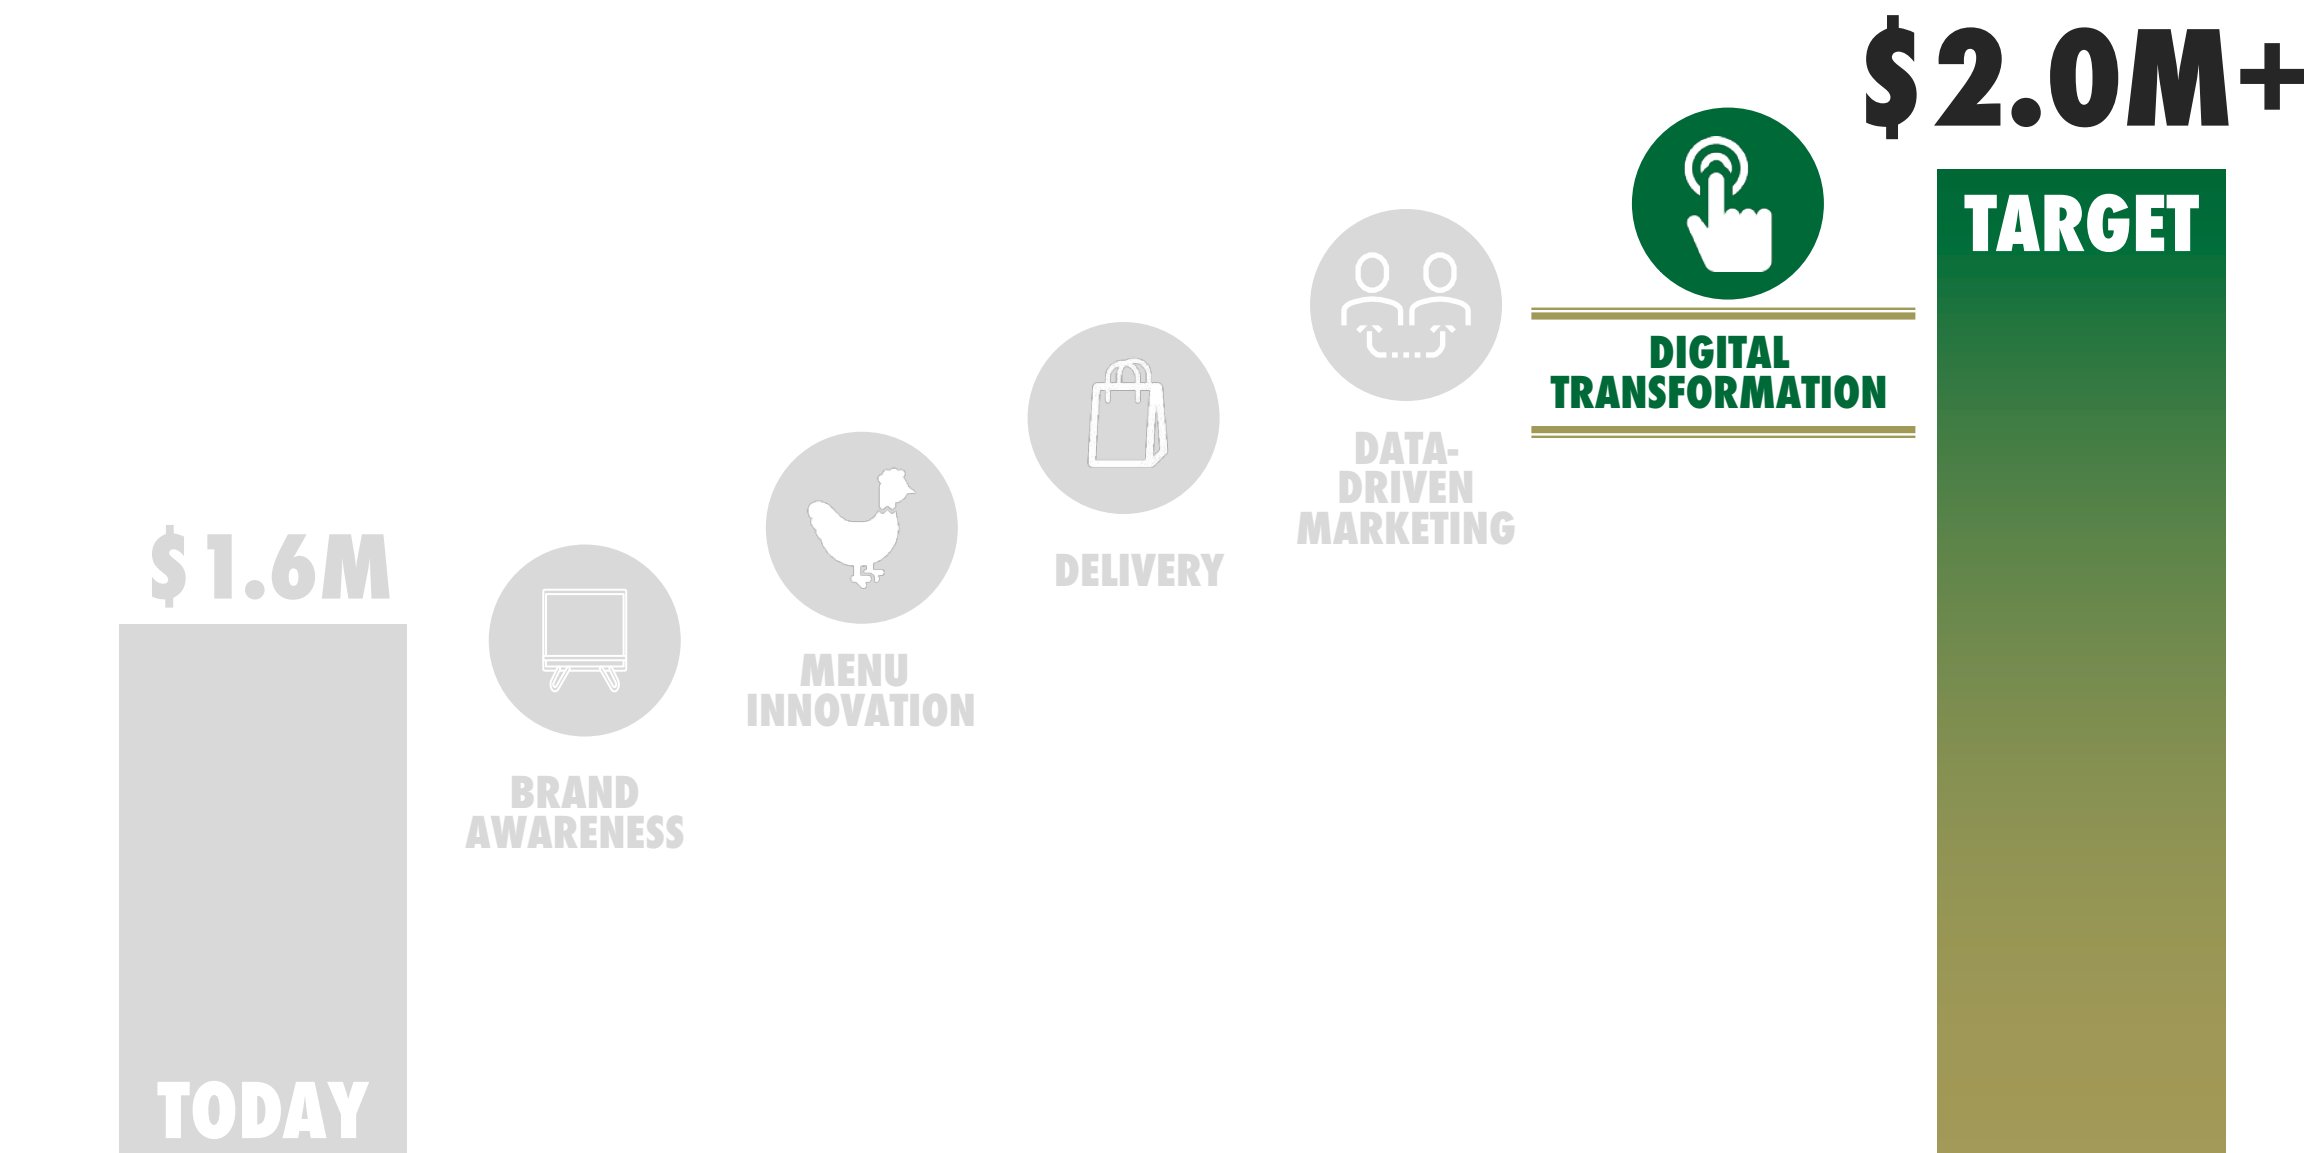 $1.6M
TODAY
BRAND
AWARENESS
MENU
INNOVATION
DELIVERY
DATA-
DRIVEN
MARKETING
DIGITAL
TRANSFORMATION
$2.0M+
TARGET